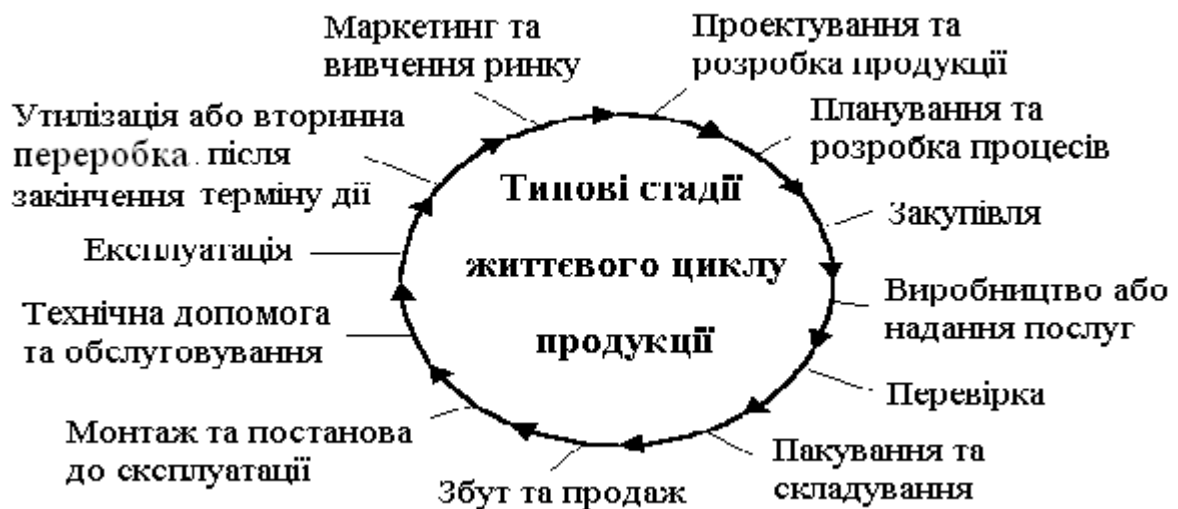 Маркетинг та
вивчення ринку
Проектування та
розробка продукції
Планування та
розробка процесів
Закупівля
Виробництво або
надання послуг
Перевірка
Пакування та
складування
Збут та продаж
Монтаж та постанова
до експлуатації
Технічна допомога
та обслуговування
Експлуатація
Утилізація або вторинна
переробка. після
закінчення терміну дії
Типові стадії
життєвого циклу
продукції